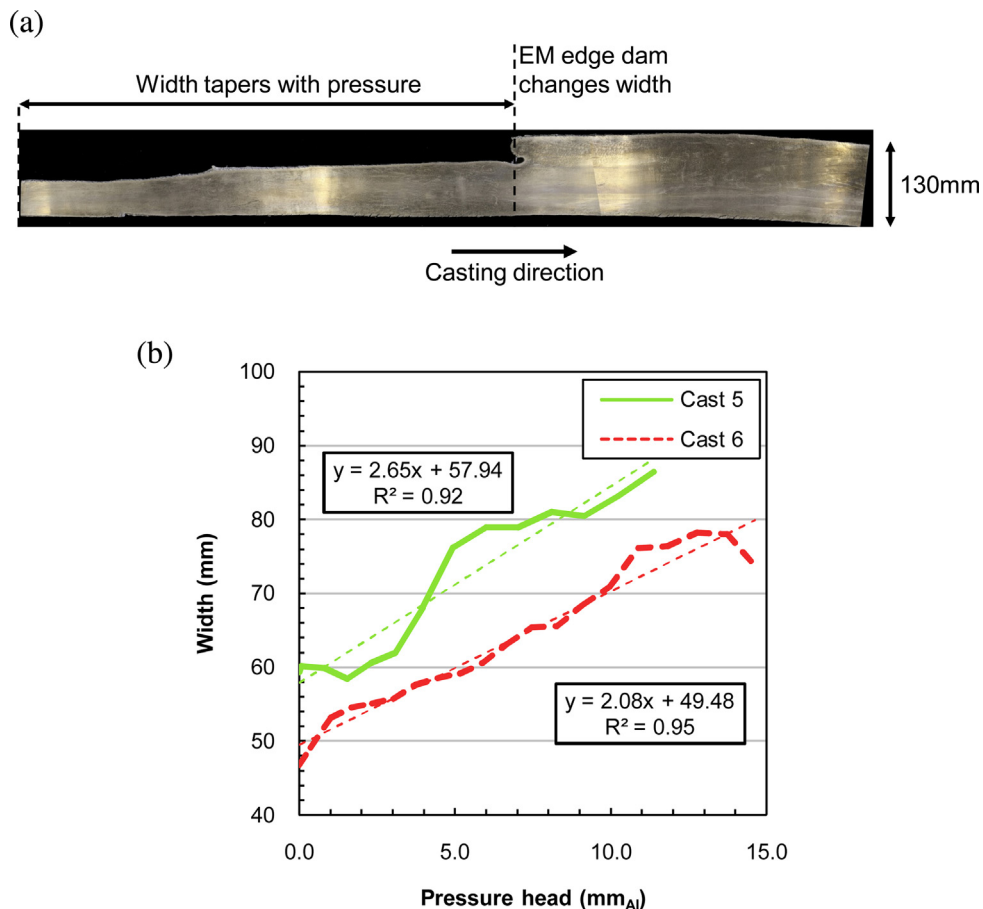 (a)
EM edge dam
changes width
Width tapers with pressure
130mm
Casting direction
(b)
100
90
80
70
60
50
40
Width (mm)
Cast 5
Cast 6
y = 2.65x + 57.94
R² = 0.92
y = 2.08x + 49.48
R² = 0.95
0.0 5.0 10.0 15.0
Pressure head (mmAl)